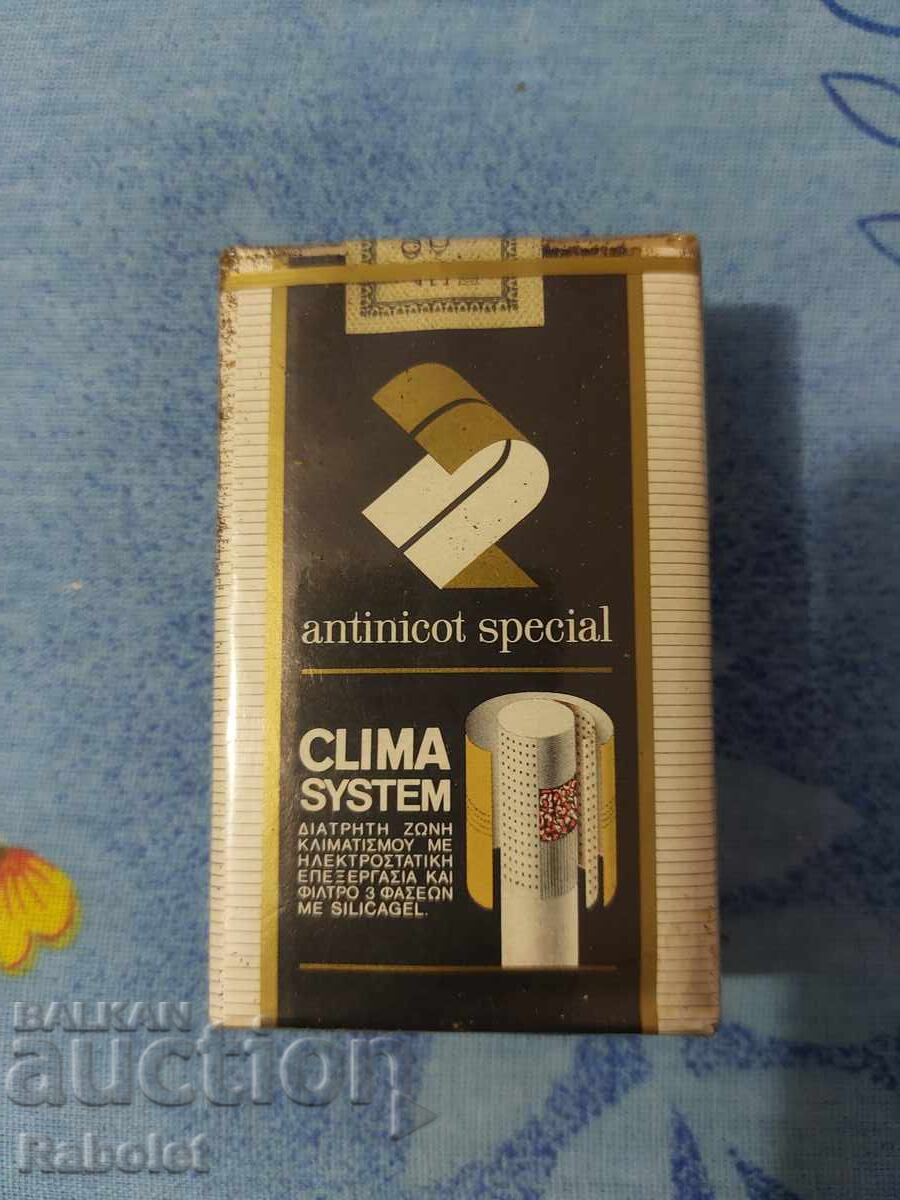 antinicot special
CLIMA
SYSTEM
ΔΙΑΤΡΗΤΗ ΖΩΝΗ
ΚΛΙΜΑΤΙΣΜΟΥ ΜΕ
ΗΛΕΚΤΡΟΣΤΑΤΙΚΗ
ΕΠΕΞΕΡΓΑΣΙΑ ΚΑΙ
ΦΙΛΤΡΟ 3 ΦΑΣΕΩΝ
ΜΕ SILICAGEL.
BALKAN
auction
Rabolet